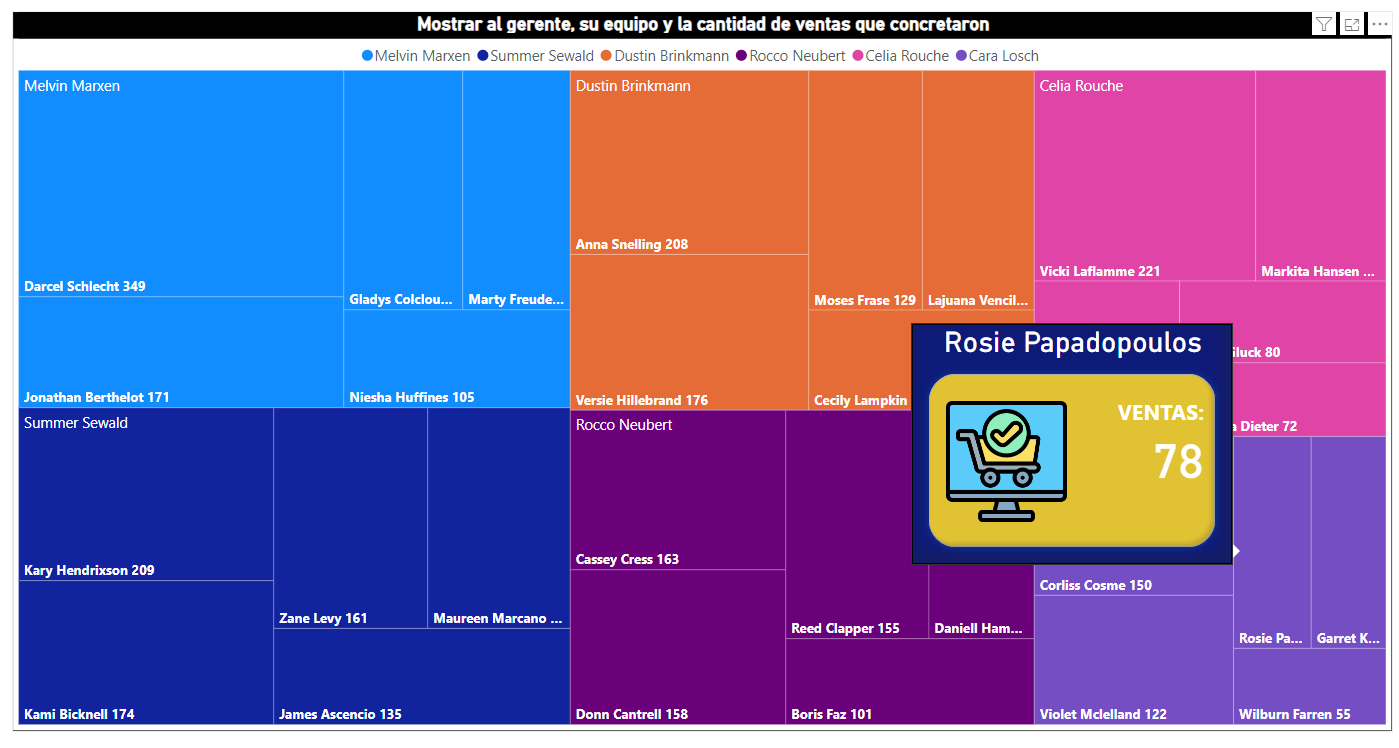 Mostrar al gerente, su equipo y la cantidad de ventas que concretaron
Melvin Marxen Summer Sewald Dustin Brinkmann Rocco Neubert Celia Rouche Cara Losch
Melvin Marxen
Darcel Schlecht 349
Gladys Colclou...
Marty Freude...
Jonathan Berthelot 171
Niesha Huffines 105
Summer Sewald
Kary Hendrixson 209
Zane Levy 161
Maureen Marcano ...
Kami Bicknell 174
James Ascencio 135
Dustin Brinkmann
Anna Snelling 208
Moses Frase 129
Lajuana Vencil...
Versie Hillebrand 176
Cecily Lampkin
Rocco Neubert
Cassey Cress 163
Reed Clapper 155
Daniell Ham...
Donn Cantrell 158
Boris Faz 101
Celia Rouche
Vicki Laflamme 221
Markita Hansen ...
Gluck 80
Dieter 72
Rosie Papadopoulos
VENTAS:
78
Corliss Cosme 150
Rosie Pa...
Garret K...
Violet Mclelland 122
Wilburn Farren 55